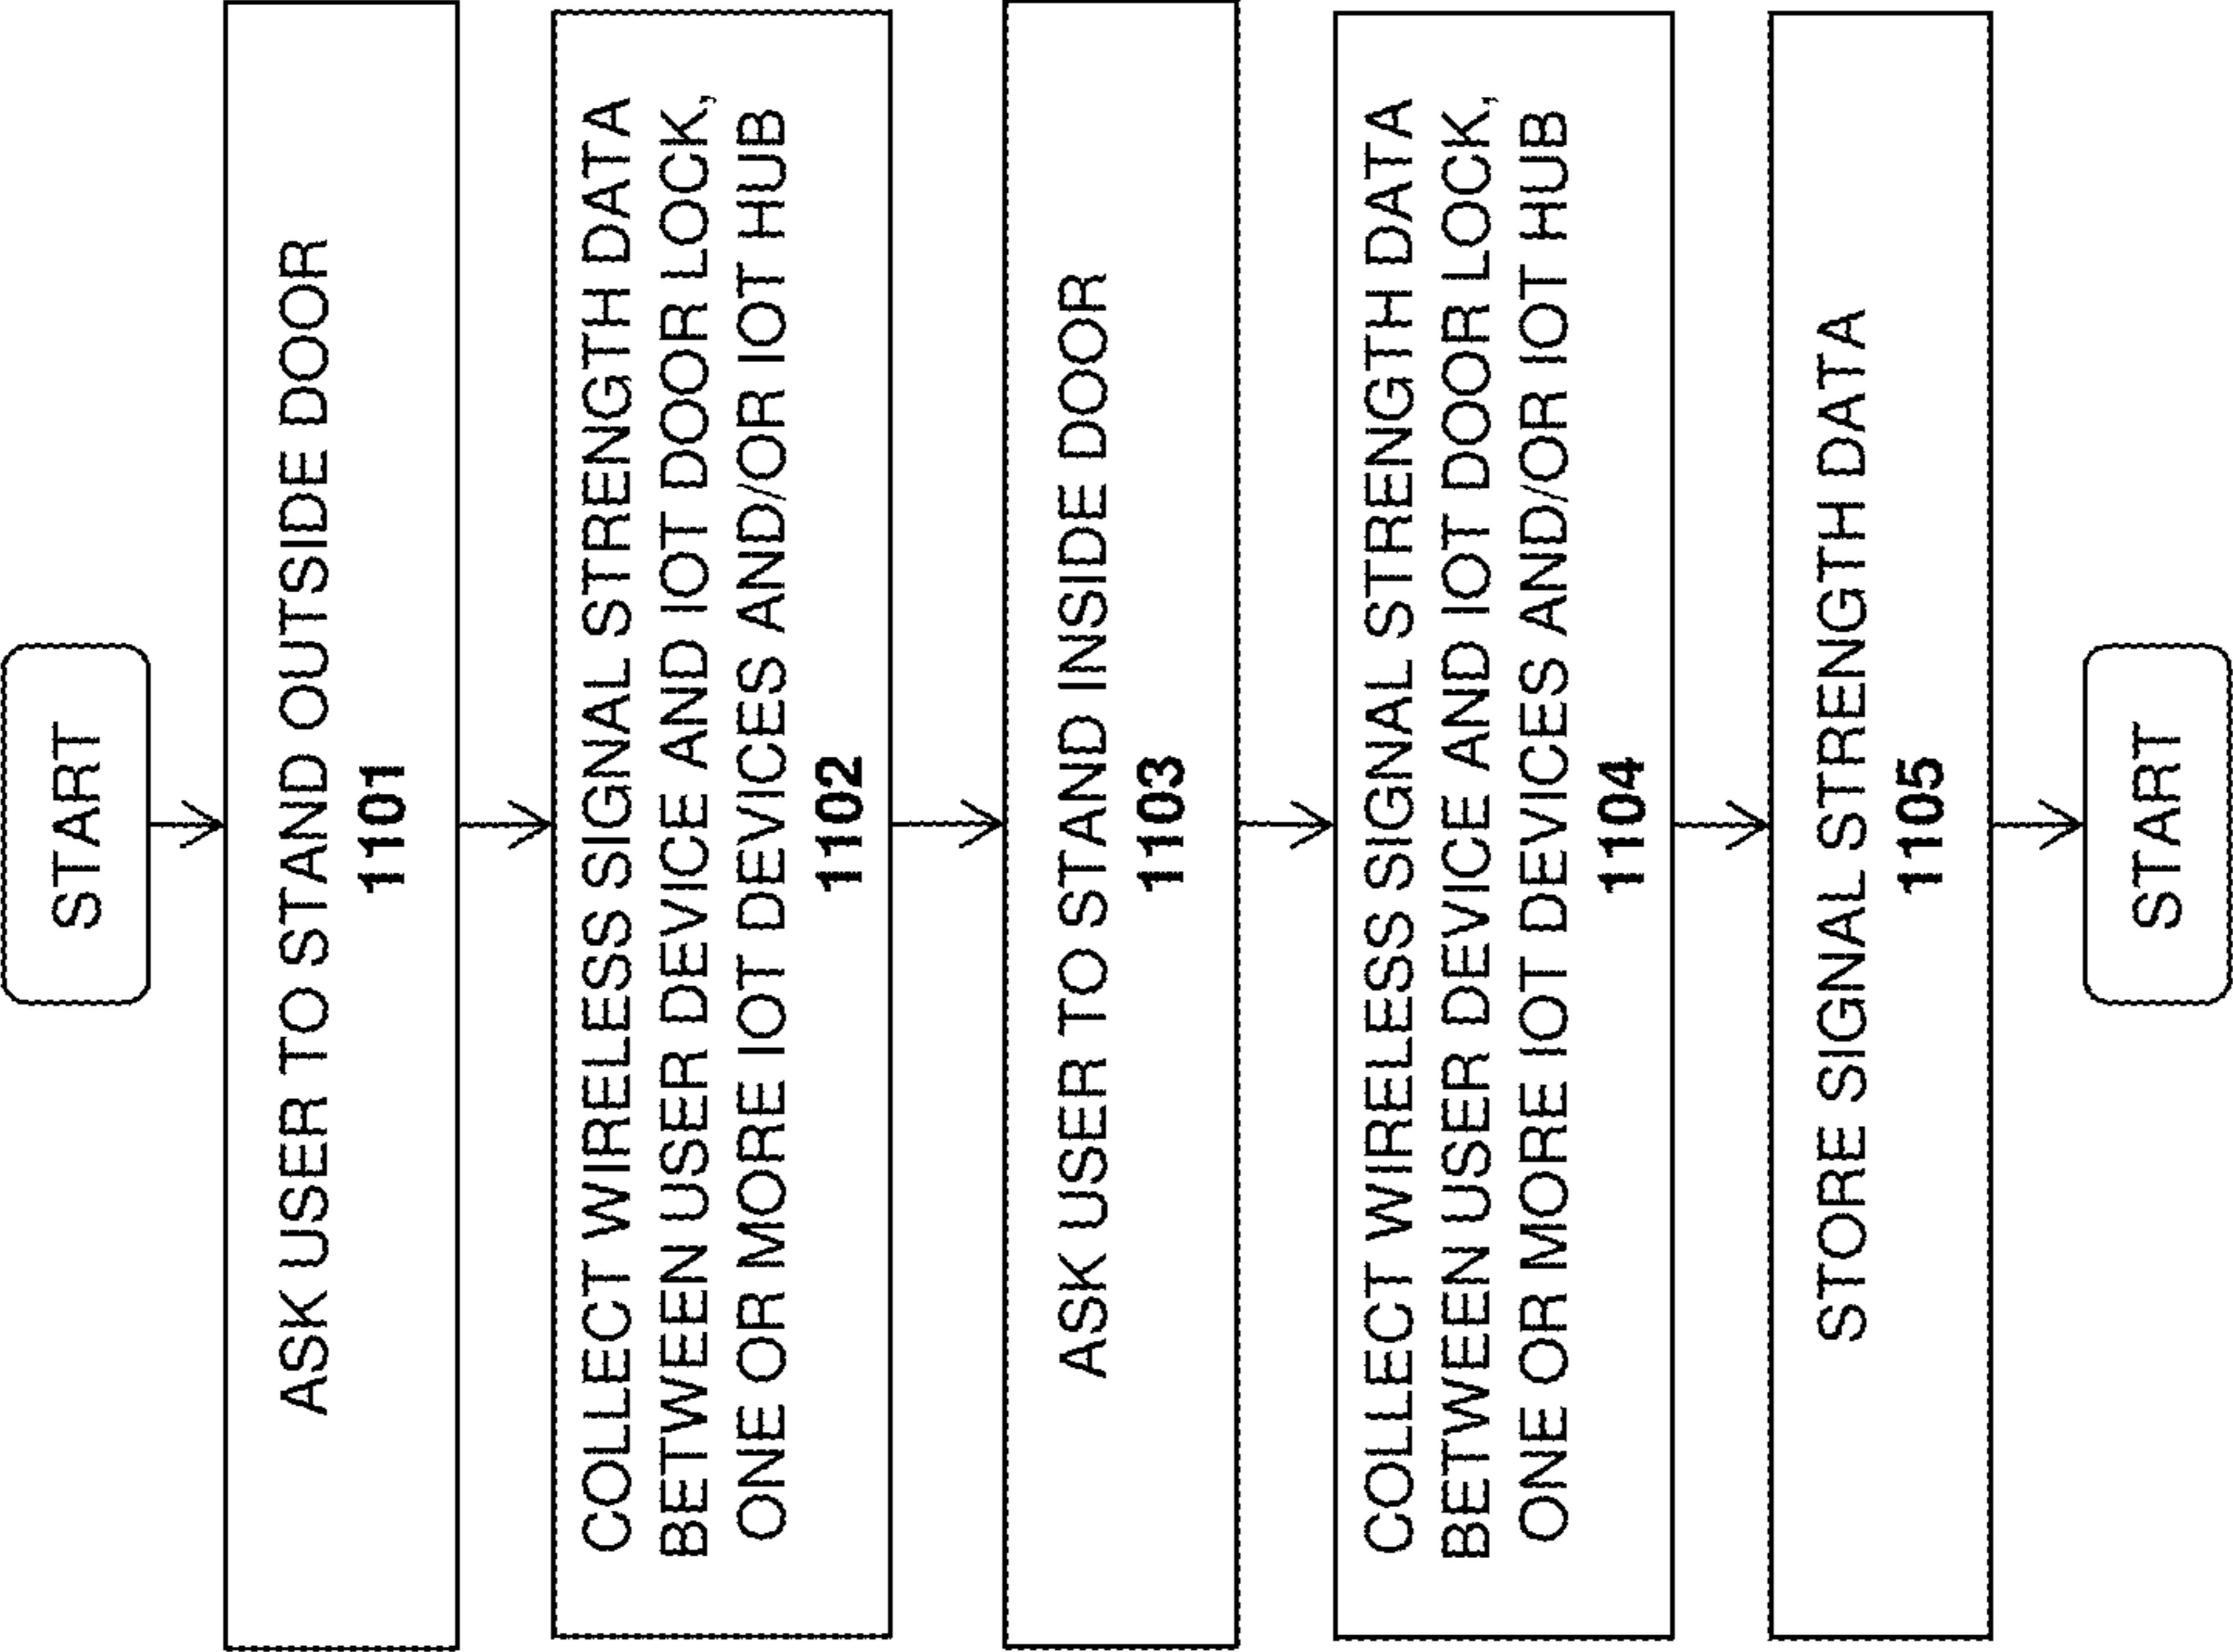 START
ASK USER TO STAND OUTSIDE DOOR
1101
COLLECT WIRELESS SIGNAL STRENGTH DATA
BETWEEN USER DEVICE AND IOT DOOR LOCK,
ONE OR MORE IOT DEVICES AND/OR IOT HUB
1102
ASK USER TO STAND INSIDE DOOR
1103
COLLECT WIRELESS SIGNAL STRENGTH DATA
BETWEEN USER DEVICE AND IOT DOOR LOCK,
ONE OR MORE IOT DEVICES AND/OR IOT HUB
1104
STORE SIGNAL STRENGTH DATA
1105
START